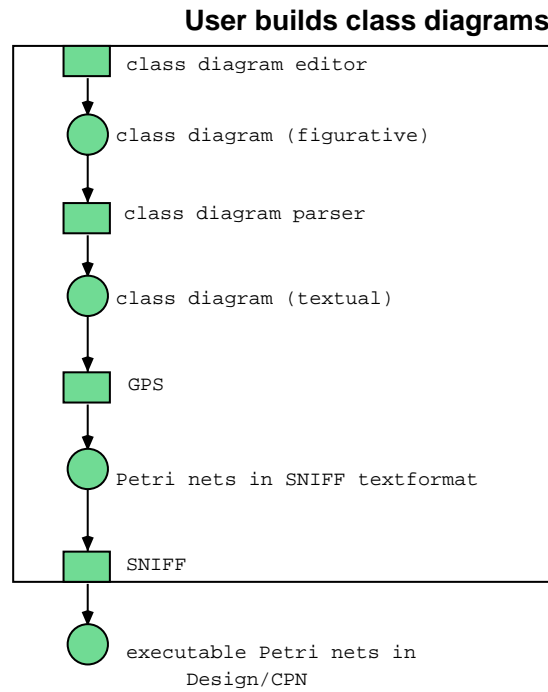 User builds class diagrams
class diagram editor
class diagram (figurative)
class diagram parser
class diagram (textual)
GPS
Petri nets in SNIFF textformat
SNIFF
executable Petri nets in
Design/CPN